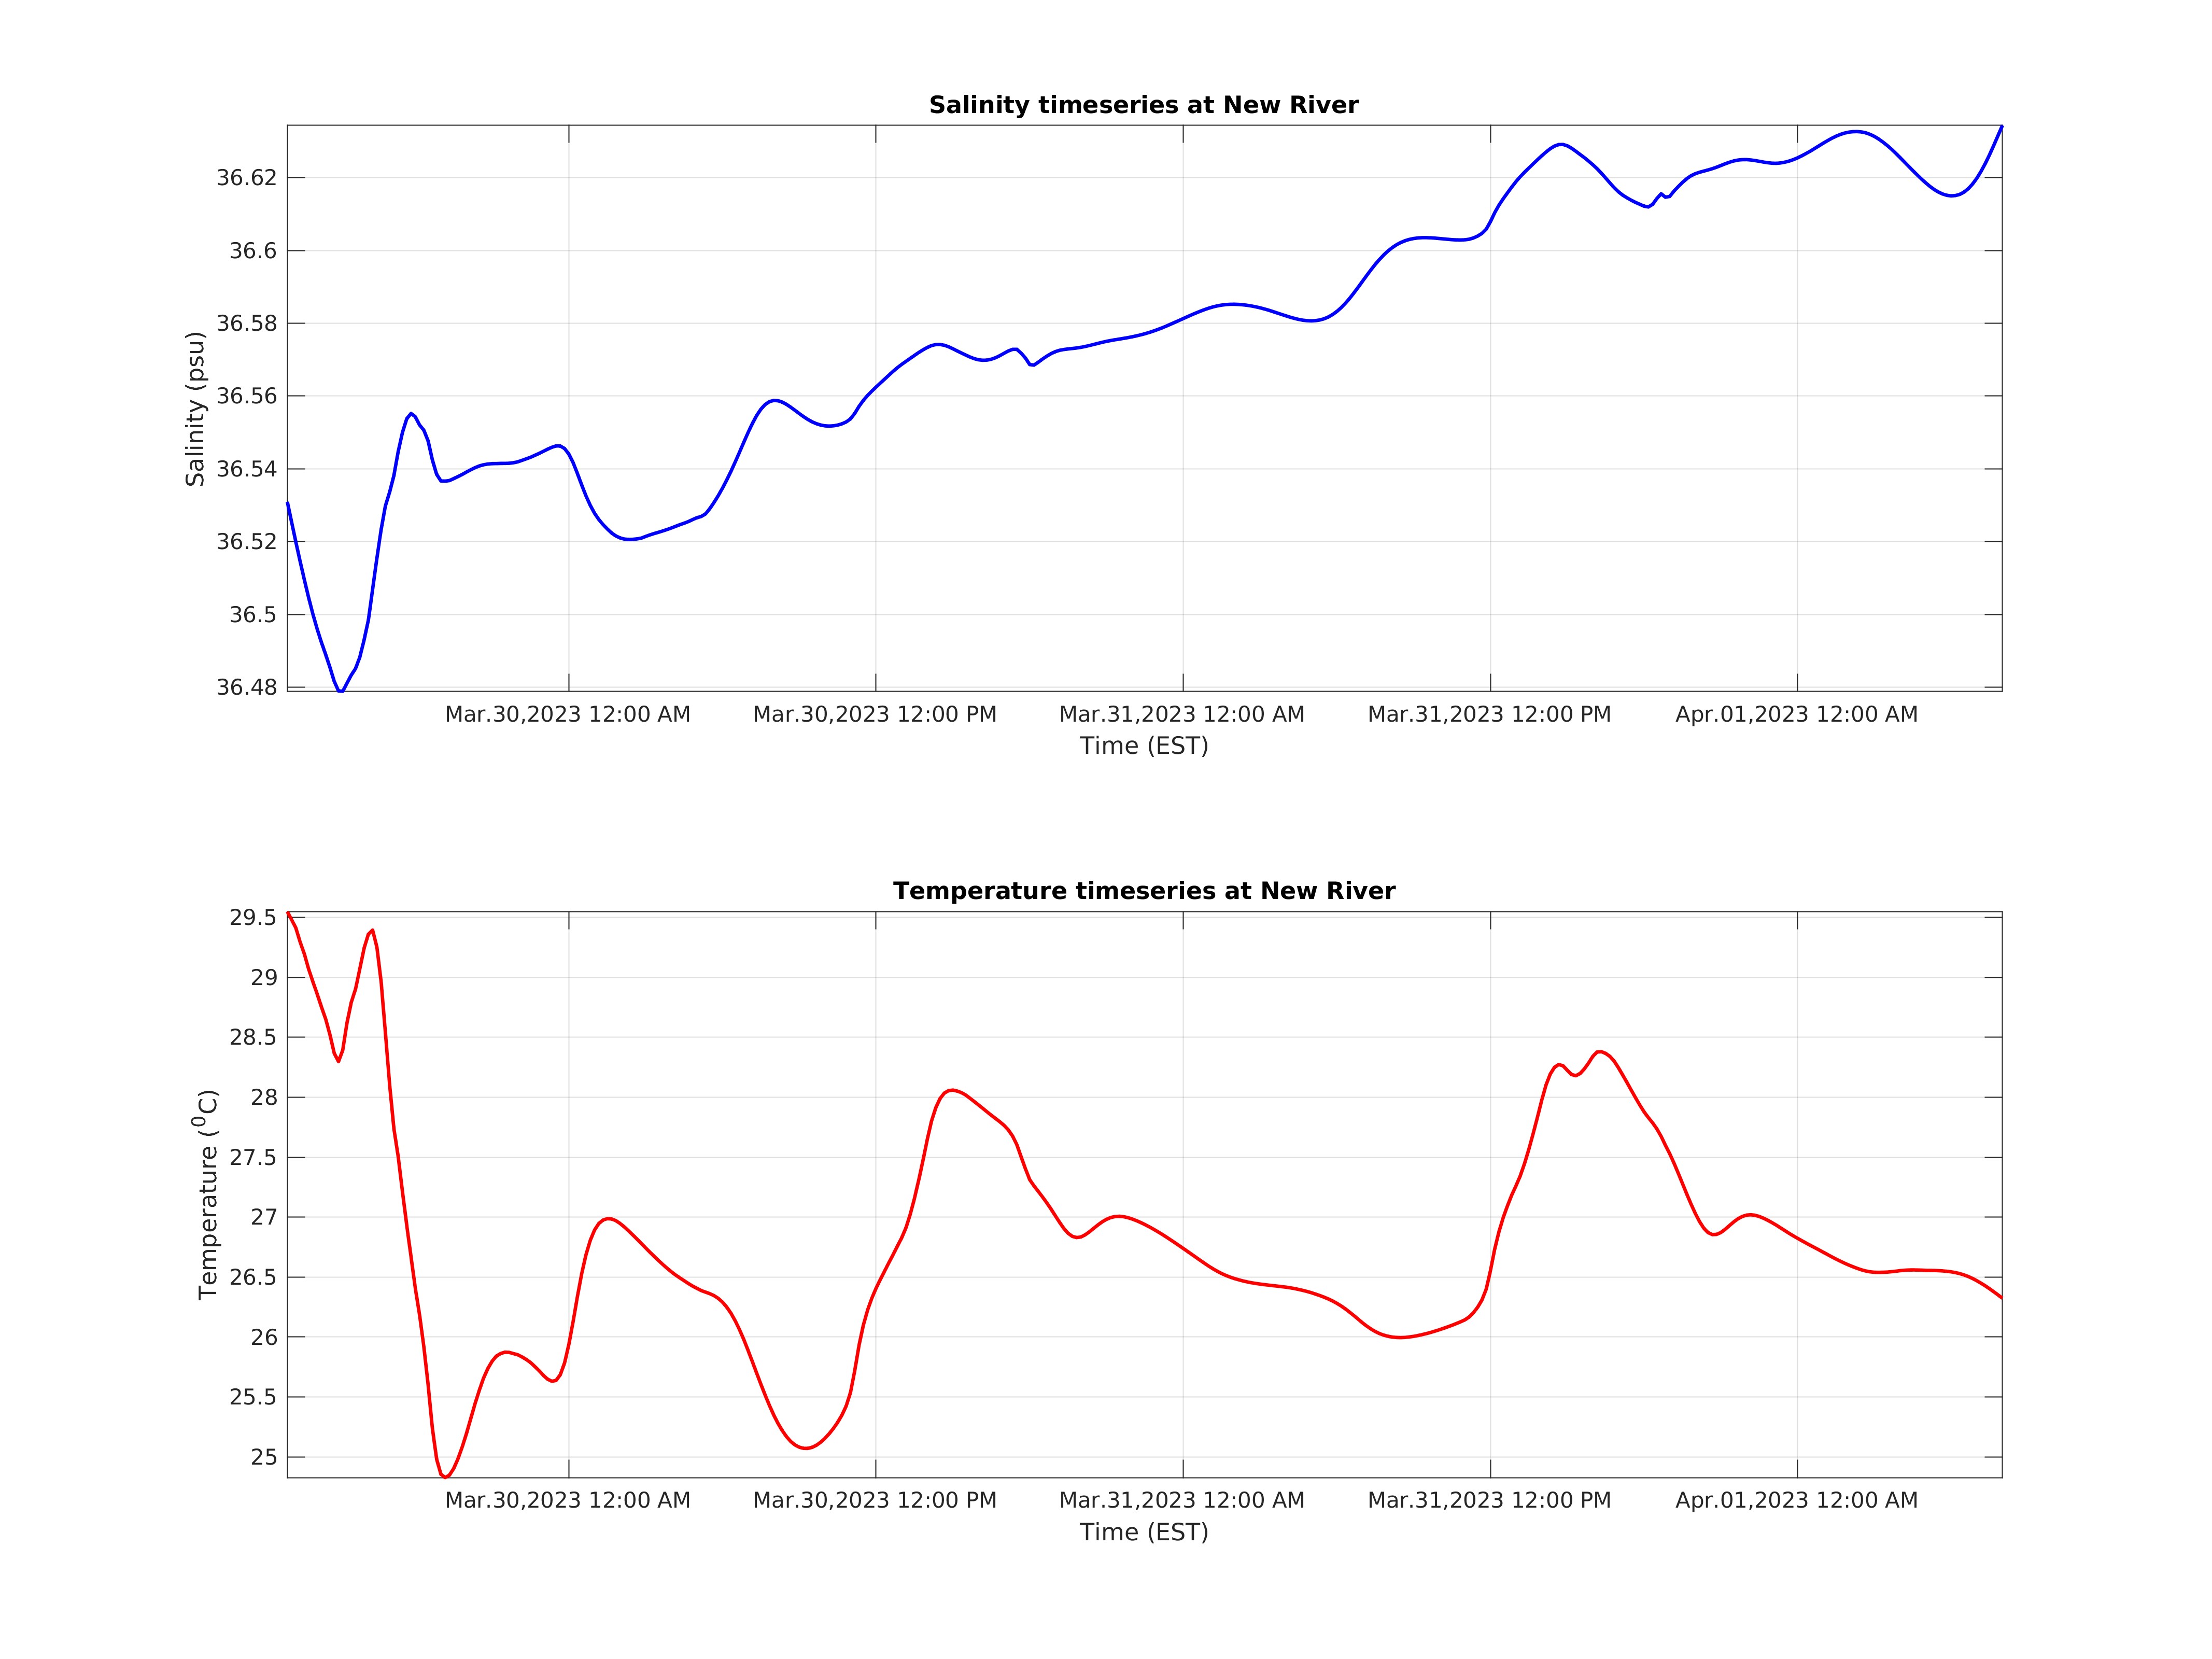 Salinity timeseries at New River
Salinity (psu)
36.62
36.6
36.58
36.56
36.54
36.52
36.5
36.48
Mar.30,2023 12:00 AM Mar.30,2023 12:00 PM Mar.31,2023 12:00 AM Mar.31,2023 12:00 PM Apr.01,2023 12:00 AM
Time (EST)
Temperature timeseries at New River
Temperature (⁰C)
29.5
29
28.5
28
27.5
27
26.5
26
25.5
25
Mar.30,2023 12:00 AM Mar.30,2023 12:00 PM Mar.31,2023 12:00 AM Mar.31,2023 12:00 PM Apr.01,2023 12:00 AM
Time (EST)